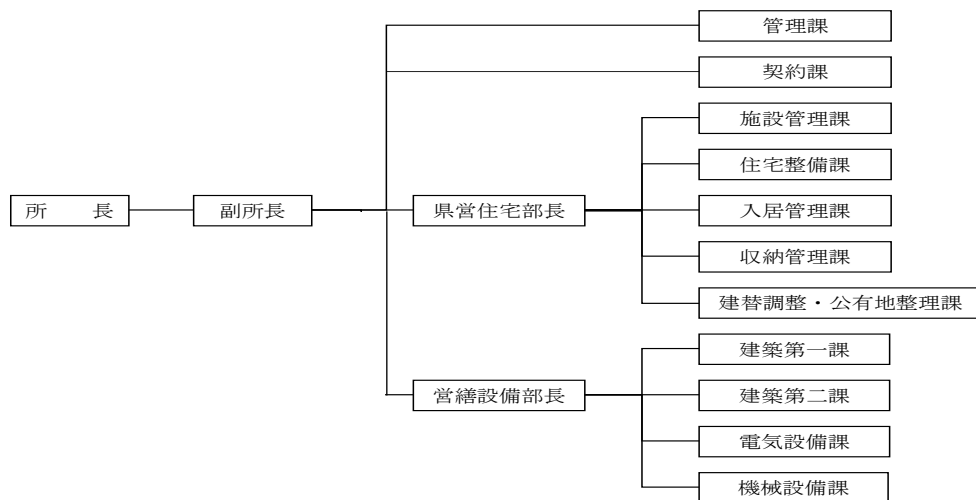 管理課
契約課
施設管理課
住宅整備課
所　　長
副所長
県営住宅部長
入居管理課
収納管理課
建替調整・公有地整理課
建築第一課
営繕設備部長
建築第二課
電気設備課
機械設備課